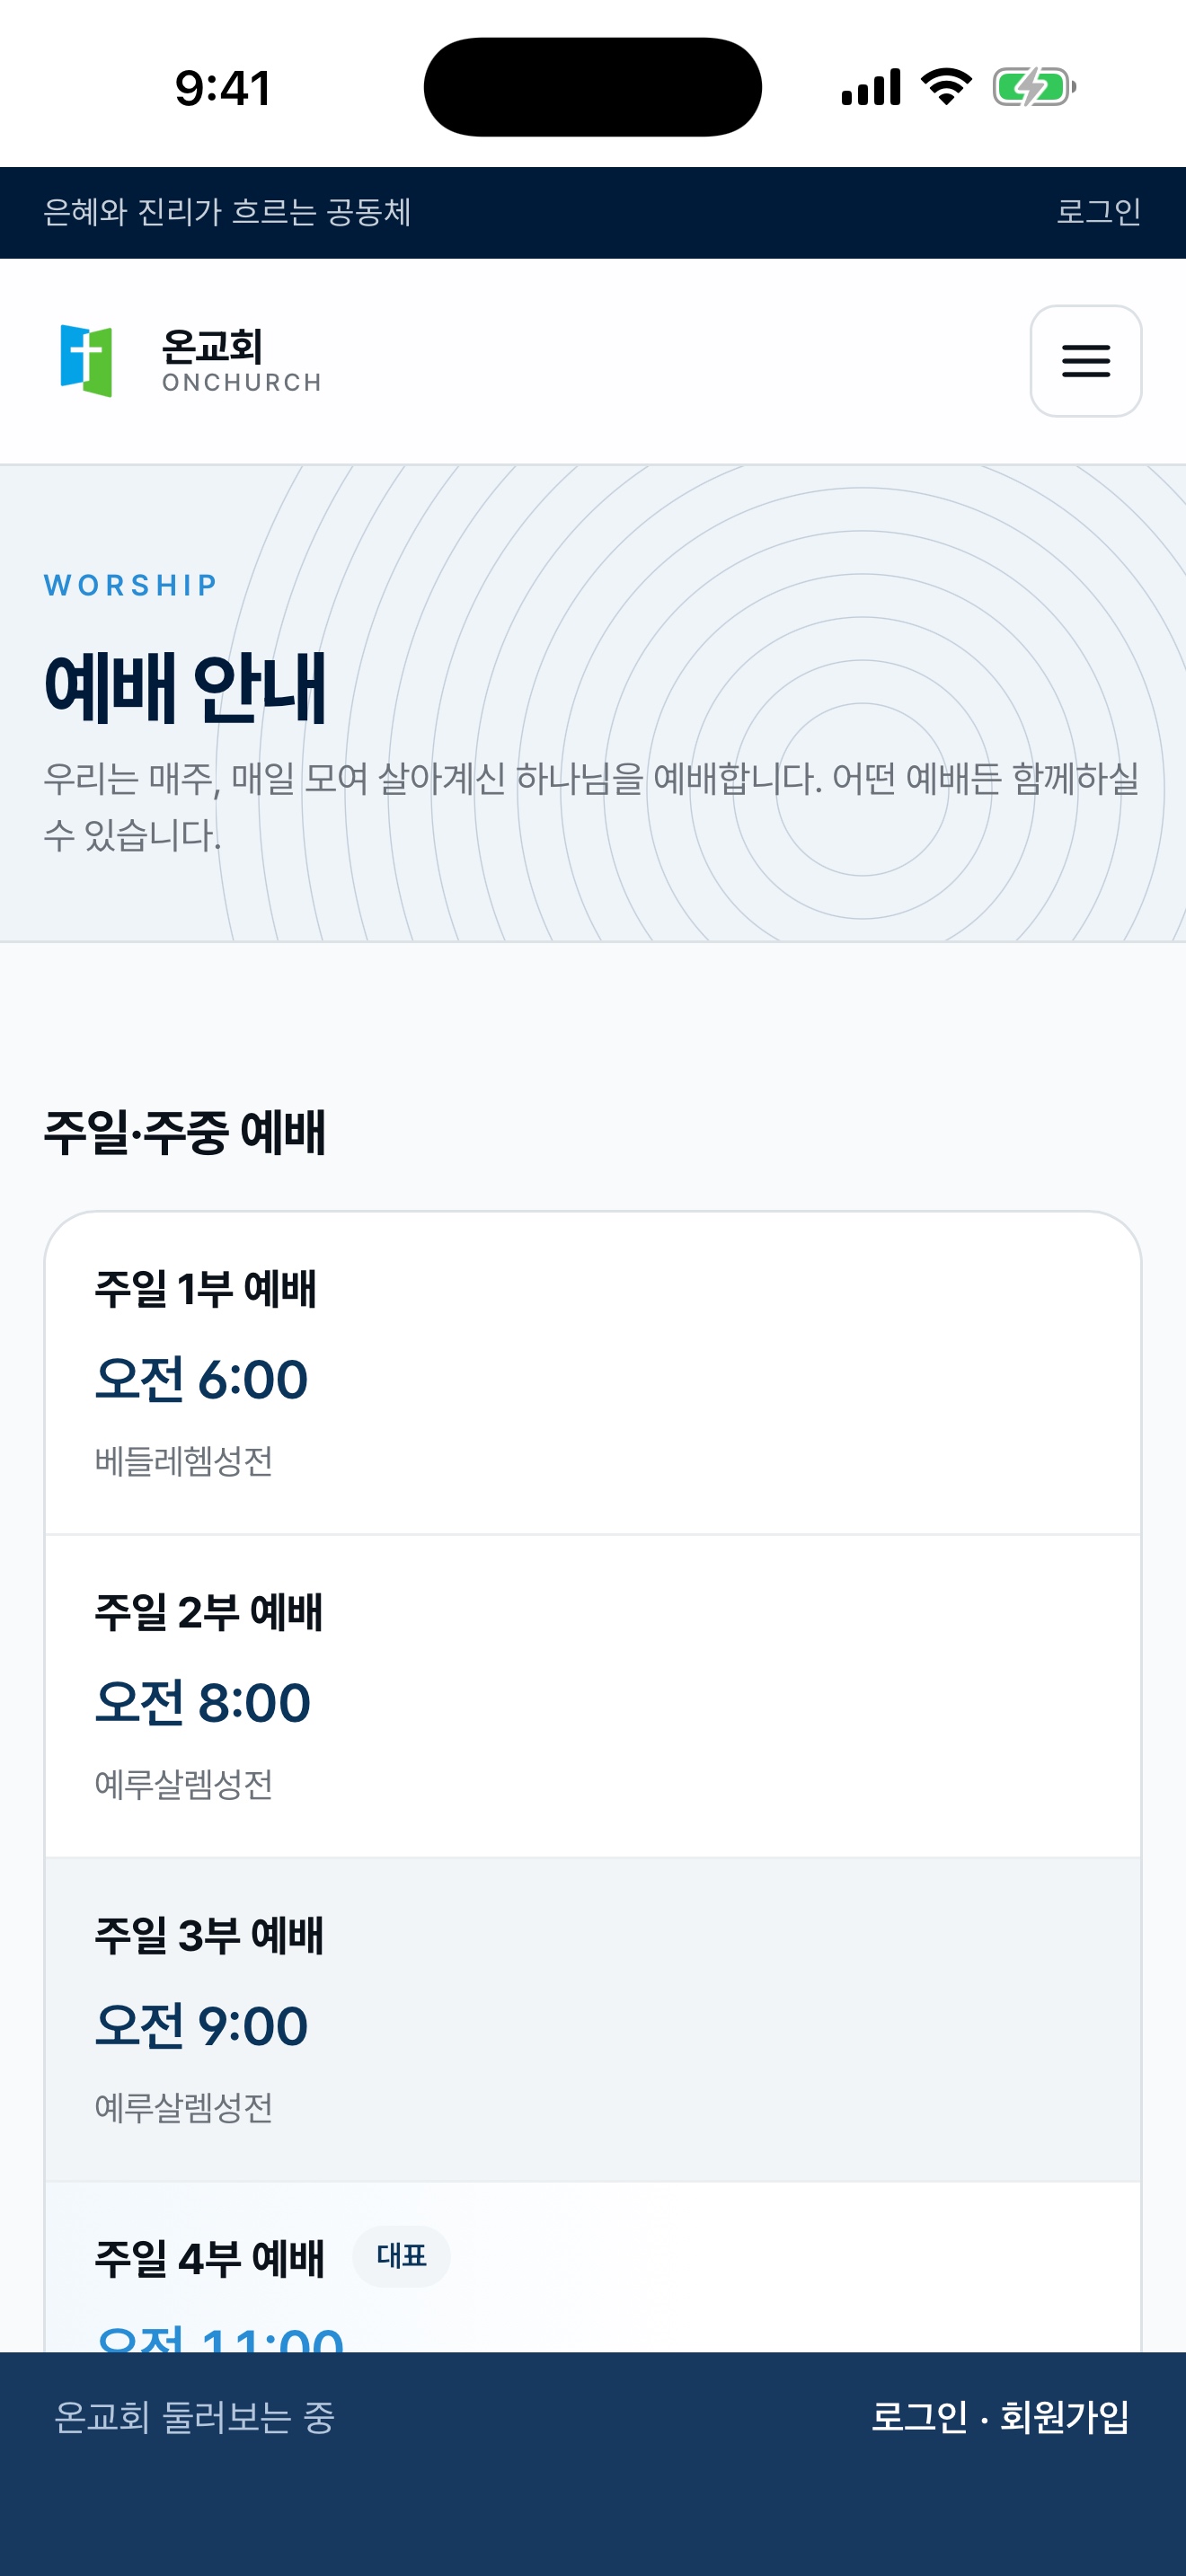 9:41
은혜와 진리가 흐르는 공동체
로그인
온교회
ONCHURCH
WORSHIP
예배 안내
우리는 매주, 매일 모여 살아계신 하나님을 예배합니다. 어떤 예배든 함께하실
수 있습니다.
주일·주중 예배
주일 1부 예배
오전 6:00
베들레헴성전
주일 2부 예배
오전 8:00
예루살렘성전
주일 3부 예배
오전 9:00
예루살렘성전
주일 4부 예배 대표
오전 11:00
온교회 둘러보는 중
로그인 · 회원가입